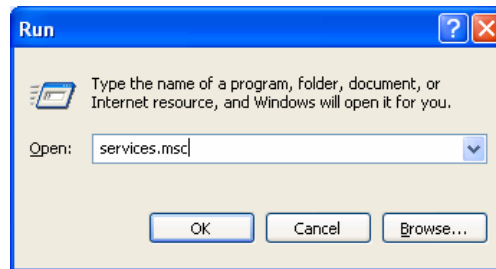 Run
Type the name of a program, folder, document, or
Internet resource, and Windows will open it for you.
Open: services.msc
OK Cancel Browse...